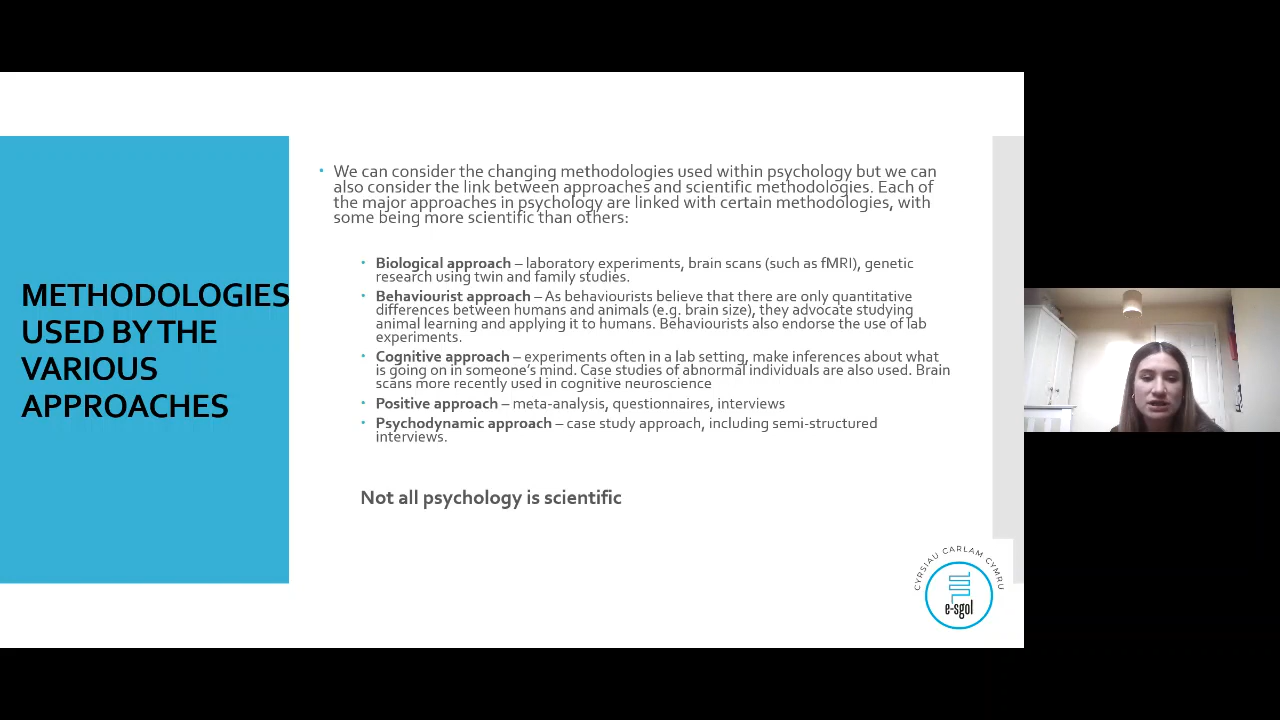 METHODOLOGIES
USED BY THE
VARIOUS
APPROACHES
• We can consider the changing methodologies used within psychology but we can
also consider the link between approaches and scientific methodologies. Each of
the major approaches in psychology are linked with certain methodologies, with
some being more scientific than others:
• Biological approach – laboratory experiments, brain scans (such as fMRI), genetic
research using twin and family studies.
• Behaviourist approach – As behaviourists believe that there are only quantitative
differences between humans and animals (e.g. brain size), they advocate studying
animal learning and applying it to humans. Behaviourists also endorse the use of lab
experiments.
• Cognitive approach – experiments often in a lab setting, make inferences about what
is going on in someone's mind. Case studies of abnormal individuals are also used. Brain
scans more recently used in cognitive neuroscience
• Positive approach – meta-analysis, questionnaires, interviews
• Psychodynamic approach – case study approach, including semi-structured
interviews.
Not all psychology is scientific
CYRSIAU CARLAM CYMRU
e-sgol